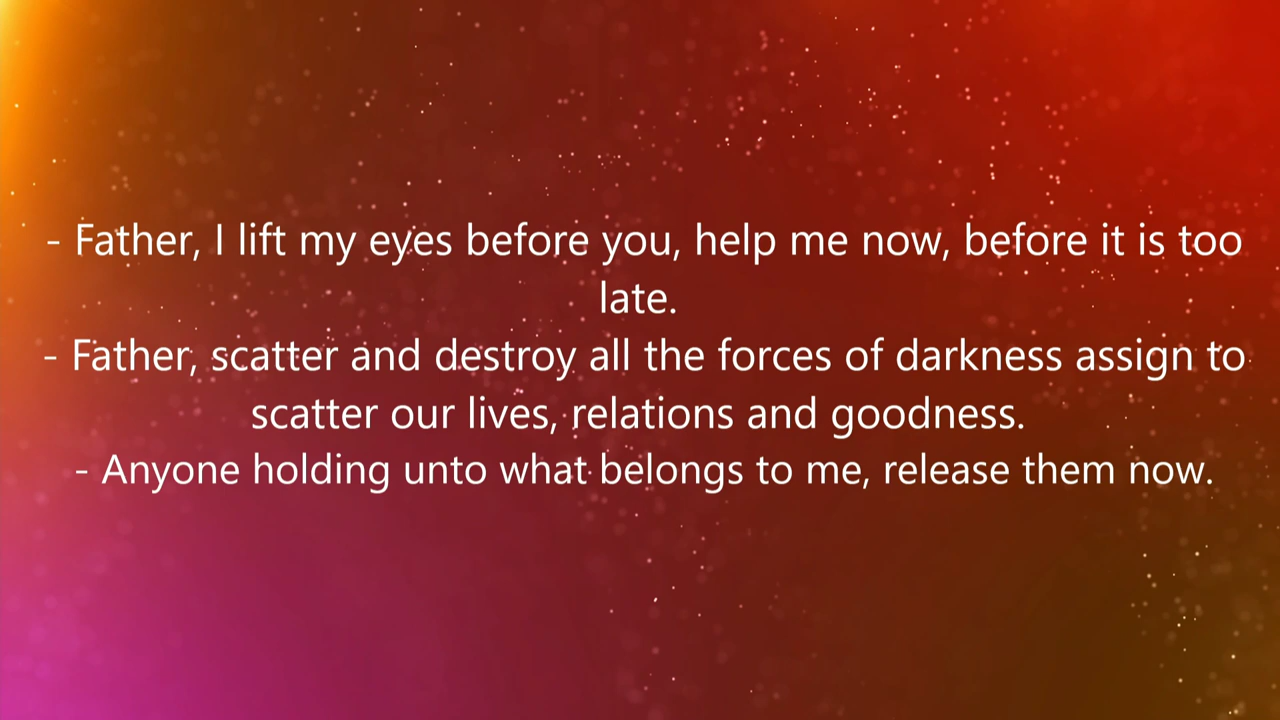 - Father, I lift my eyes before you, help me now, before it is too
late.
- Father, scatter and destroy all the forces of darkness assign to
scatter our lives, relations and goodness.
- Anyone holding unto what belongs to me, release them now.